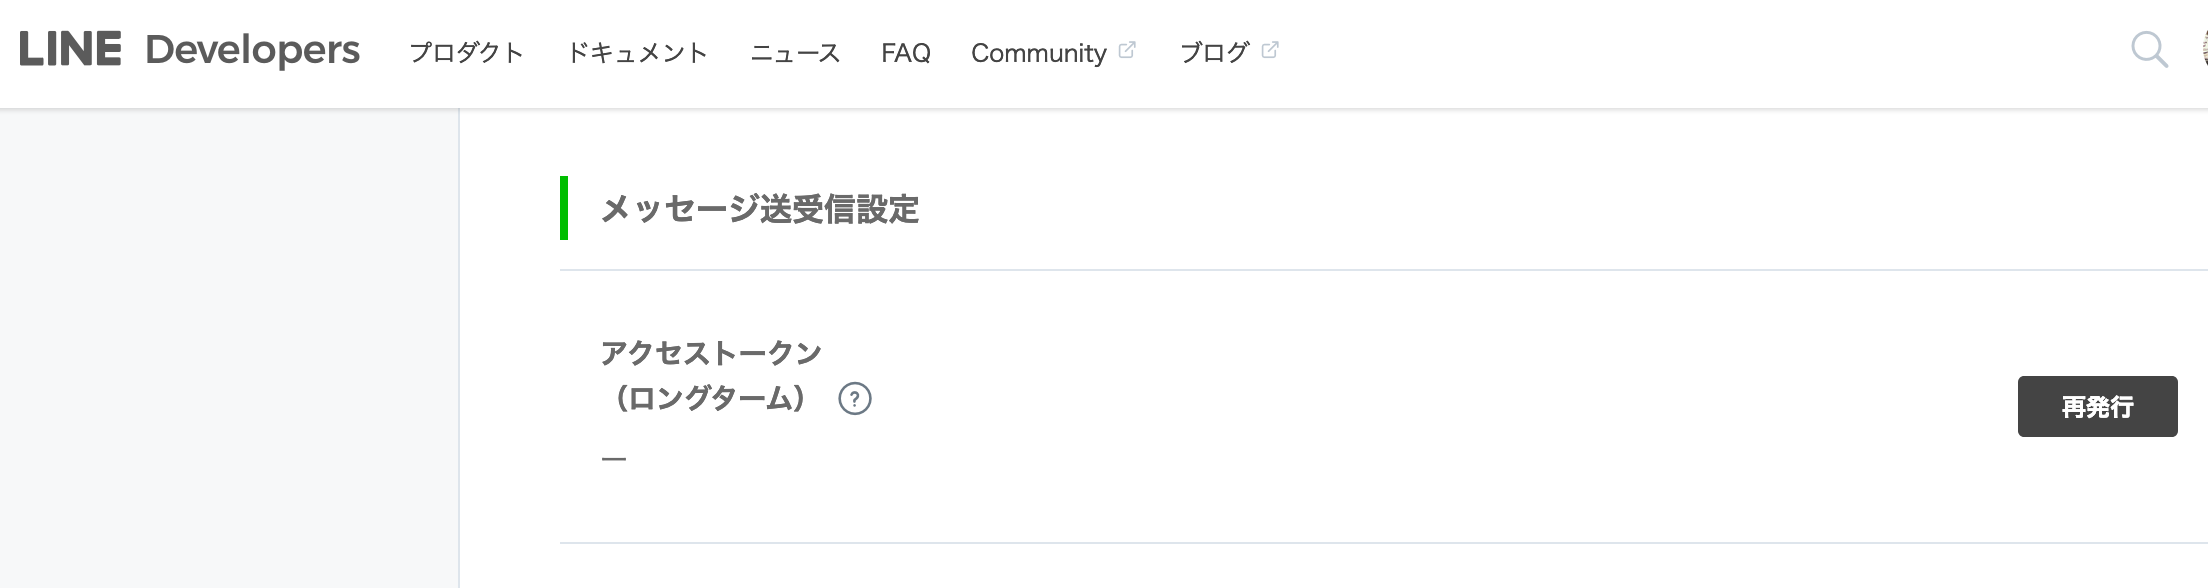 LINE Developers プロダクト ドキュメント ニュース FAQ Community ブログ
メッセージ送受信設定
アクセストークン
（ロングターム） ?
再発行
—